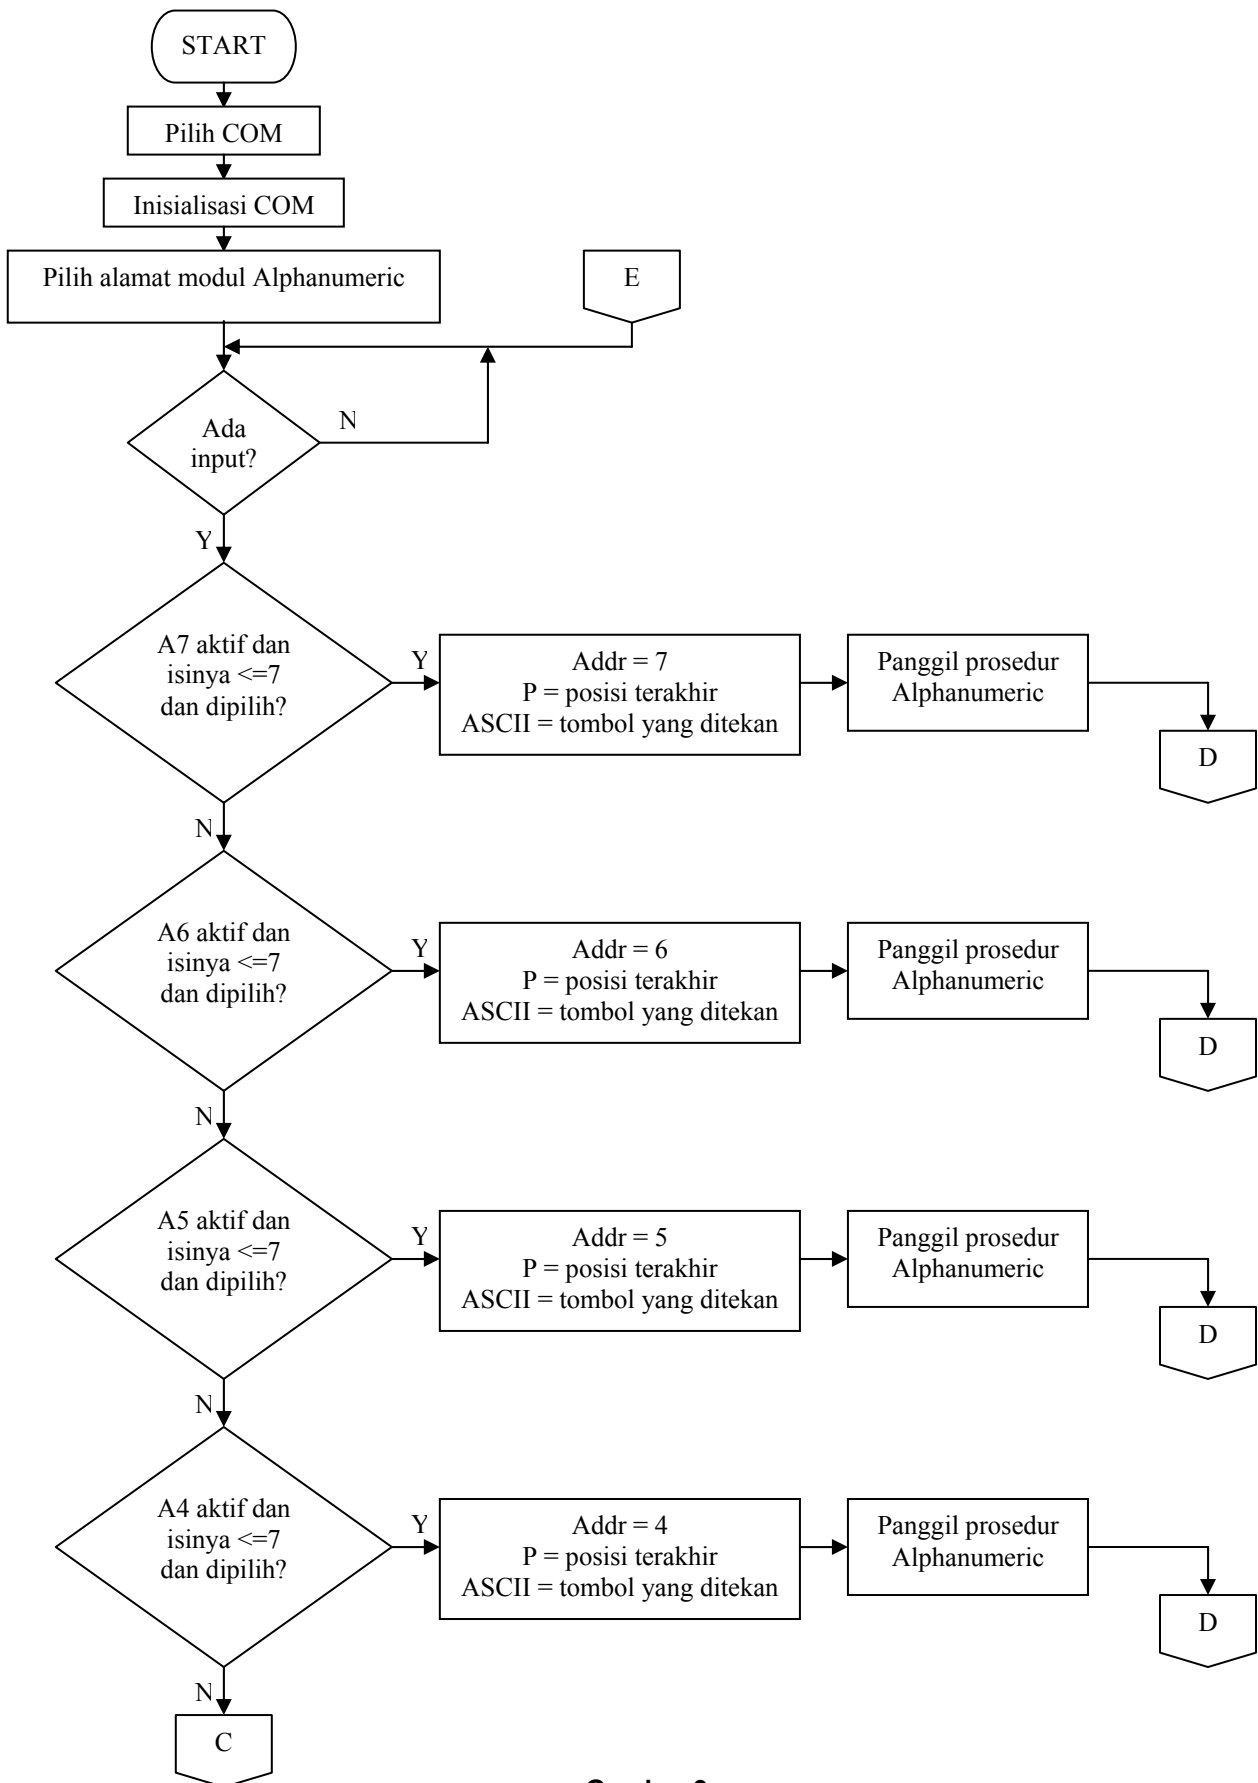 START
Pilih COM
Inisialisasi COM
Pilih alamat modul Alphanumeric
E
Ada
input?
N
Y
A7 aktif dan
isinya <=7
dan dipilih?
Y
Addr = 7
P = posisi terakhir
ASCII = tombol yang ditekan
Panggil prosedur
Alphanumeric
D
N
A6 aktif dan
isinya <=7
dan dipilih?
Y
Addr = 6
P = posisi terakhir
ASCII = tombol yang ditekan
Panggil prosedur
Alphanumeric
D
N
A5 aktif dan
isinya <=7
dan dipilih?
Y
Addr = 5
P = posisi terakhir
ASCII = tombol yang ditekan
Panggil prosedur
Alphanumeric
D
N
A4 aktif dan
isinya <=7
dan dipilih?
Y
Addr = 4
P = posisi terakhir
ASCII = tombol yang ditekan
Panggil prosedur
Alphanumeric
D
N
C